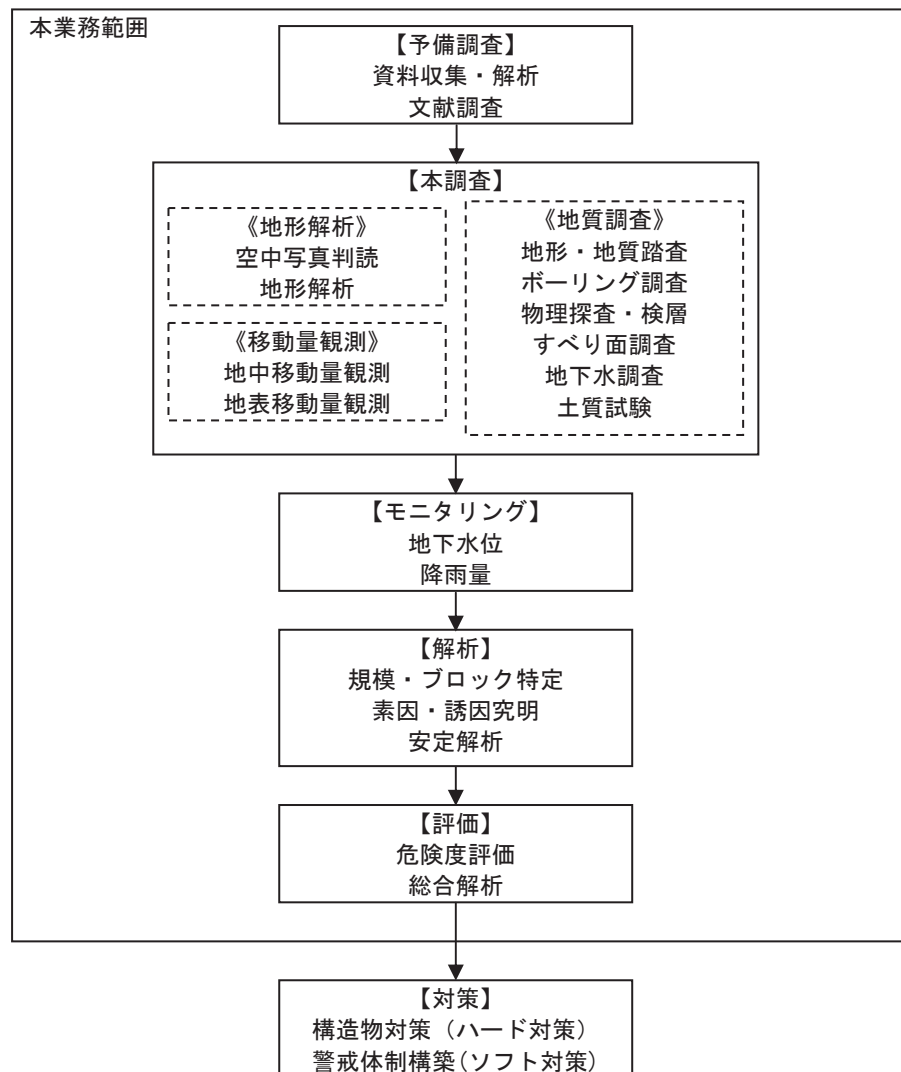 本業務範囲
【予備調査】
資料収集・解析
文献調査
【本調査】
《地形解析》
空中写真判読
地形解析
《移動量観測》
地中移動量観測
地表移動量観測
《地質調査》
地形・地質踏査
ボーリング調査
物理探査・検層
すべり面調査
地下水調査
土質試験
【モニタリング】
地下水位
降雨量
【解析】
規模・ブロック特定
素因・誘因究明
安定解析
【評価】
危険度評価
総合解析
【対策】
構造物対策（ハード対策）
警戒体制構築(ソフト対策)